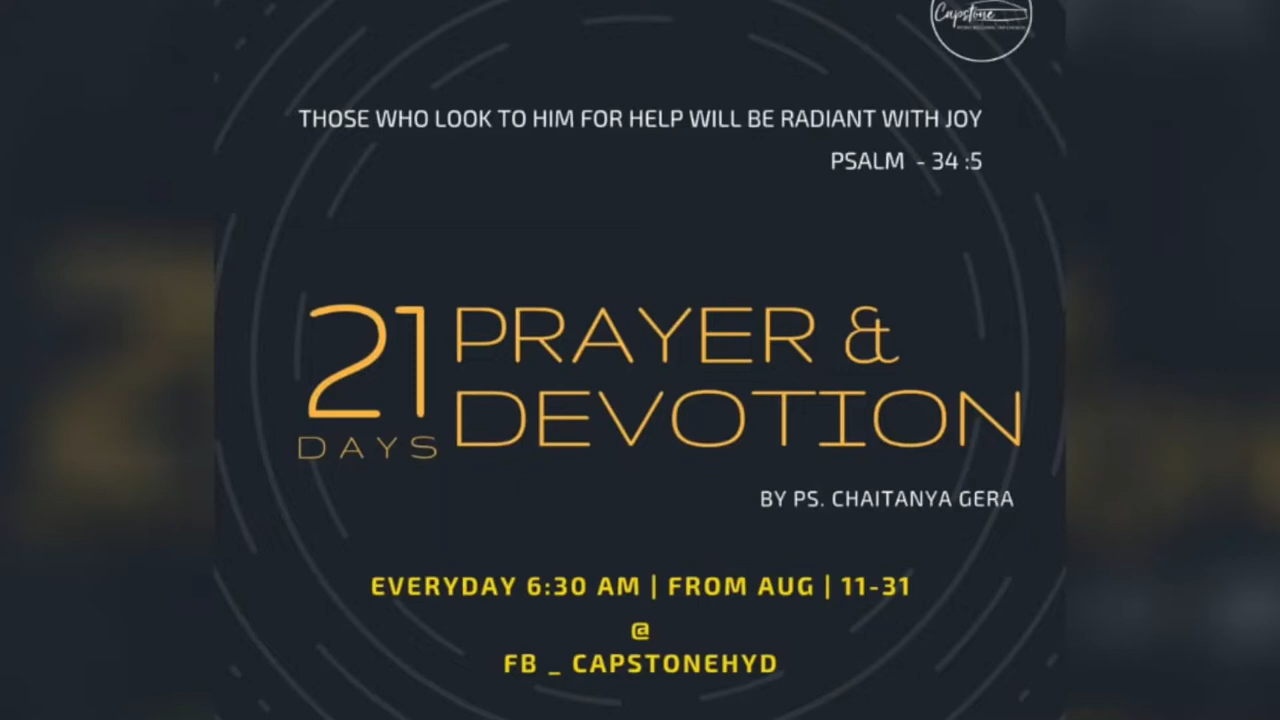 Capstone
THOSE WHO LOOK TO HIM FOR HELP WILL BE RADIANT WITH JOY
PSALM - 34 :5
21
DAYS
PRAYER &
DEVOTION
BY PS. CHAITANYA GERA
EVERYDAY 6:30 AM | FROM AUG | 11-31
@
FB _ CAPSTONEHYD